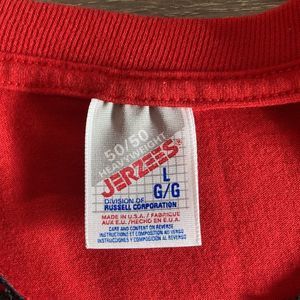 50/50
HEAVYWEIGHT
JERZEES®
L
G/G
DIVISION OF
RUSSELL CORPORATION
MADE IN U.S.A. / FABRIQUE
AUX E.U./HECHO EN E.U.A.
CARE AND CONTENT ON REVERSE
INSTRUCTIONS ET COMPOSITION AU VERSO
INSTRUCCIONES Y COMPOSICION AL REVERSO